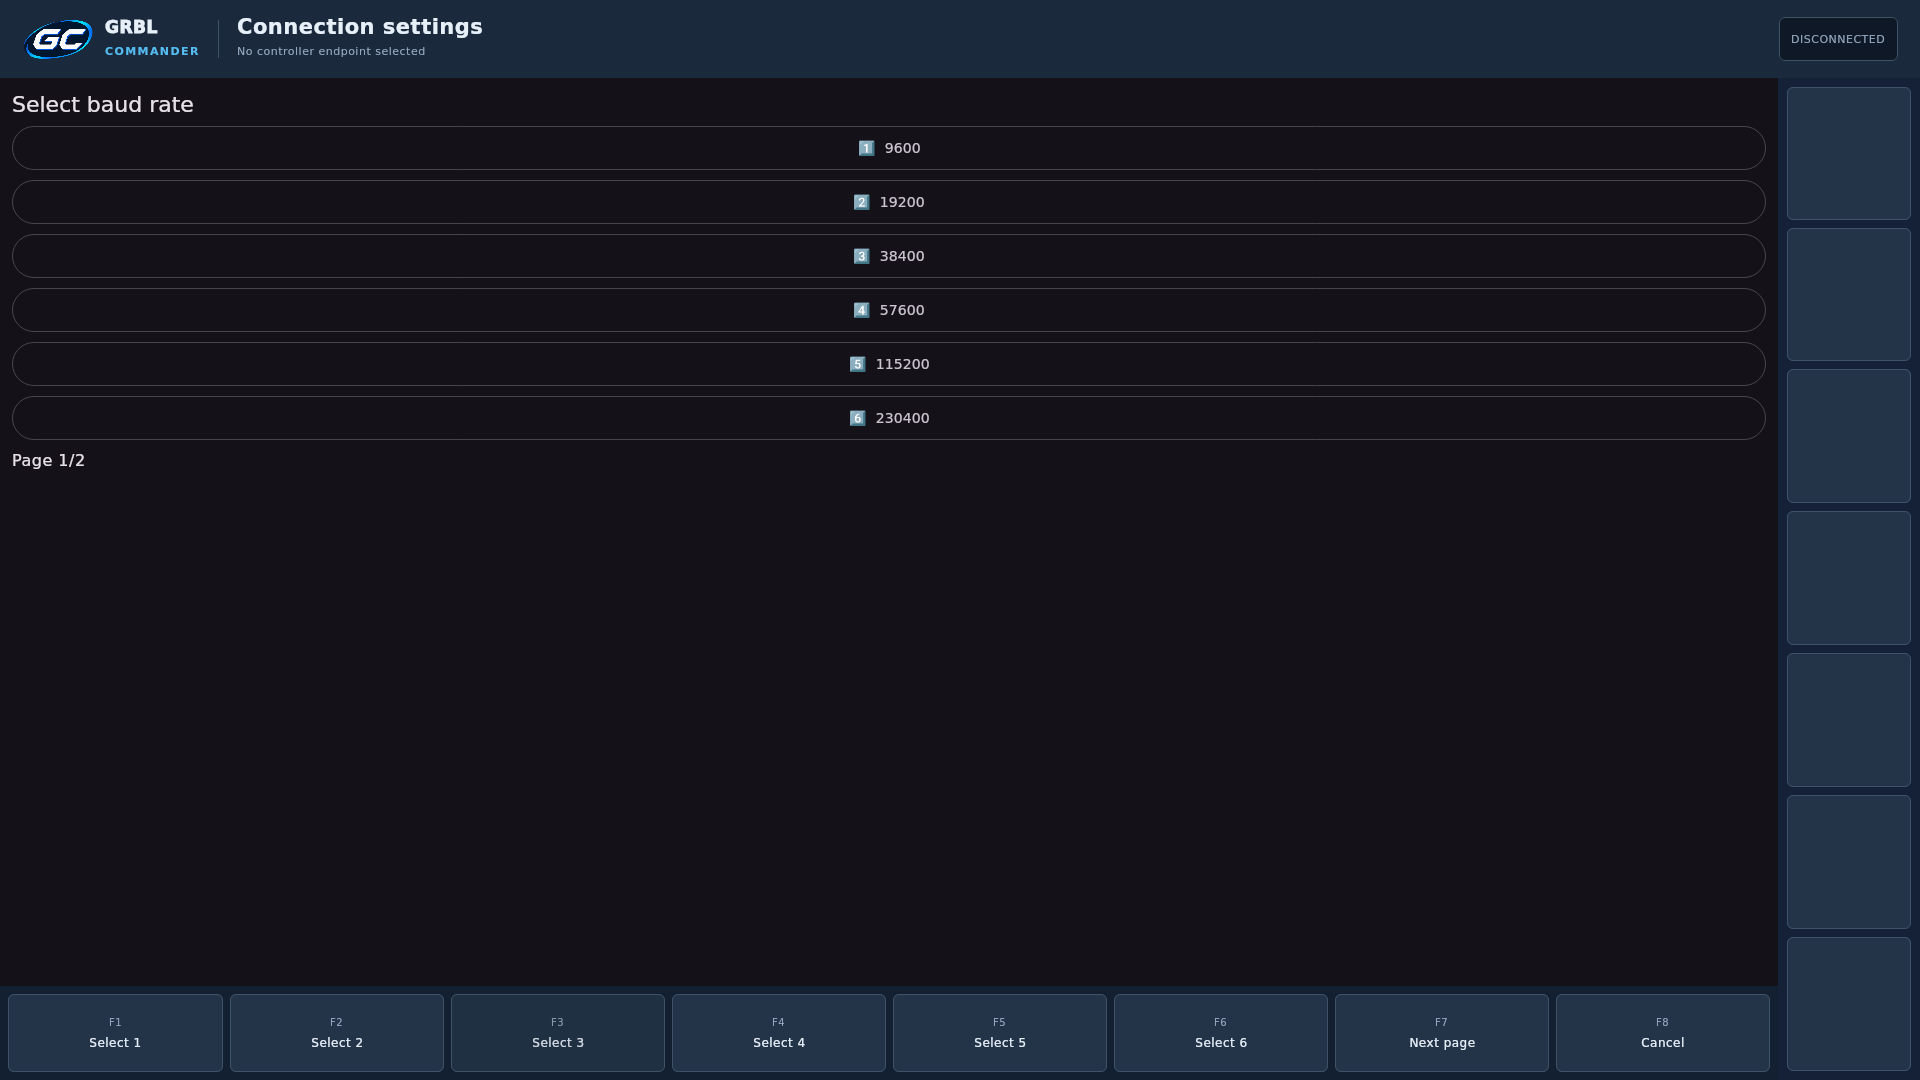 GC
GRBL
COMMANDER
Connection settings
No controller endpoint selected
DISCONNECTED
Select baud rate
1 9600
2 19200
3 38400
4 57600
5 115200
6 230400
Page 1/2
F1
Select 1
F2
Select 2
F3
Select 3
F4
Select 4
F5
Select 5
F6
Select 6
F7
Next page
F8
Cancel